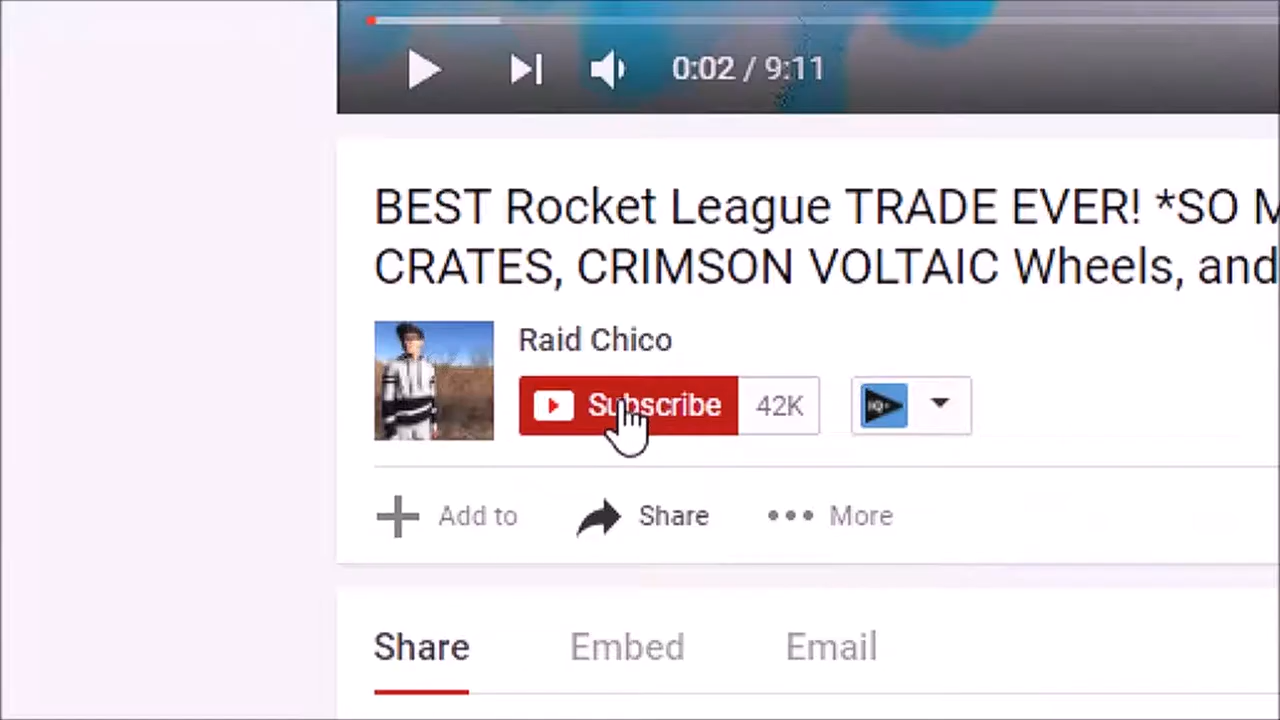 0:02 / 9:11
BEST Rocket League TRADE EVER! *SO
CRATES, CRIMSON VOLTAIC Wheels, and
Raid Chico
Subscribe 42K
Add to Share More
Share Embed Email